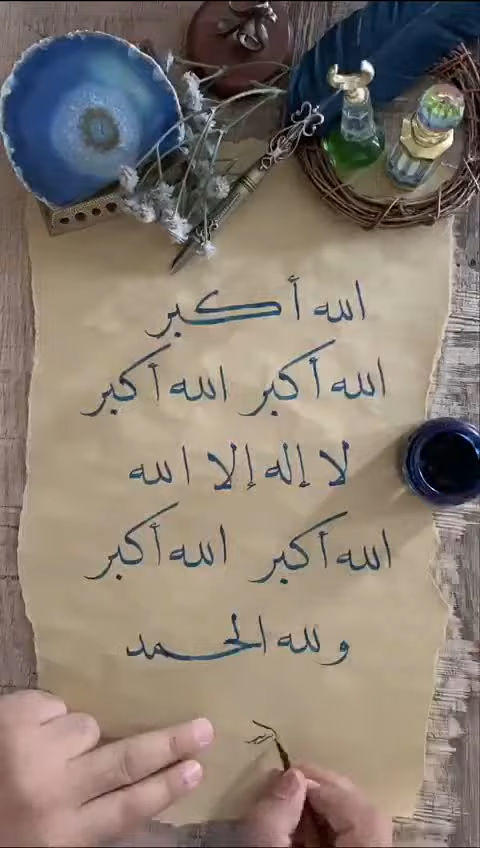 الله أكبر
الله أكبر الله أكبر
لا إله إلا الله
الله أكبر الله أكبر
ولله الحمد